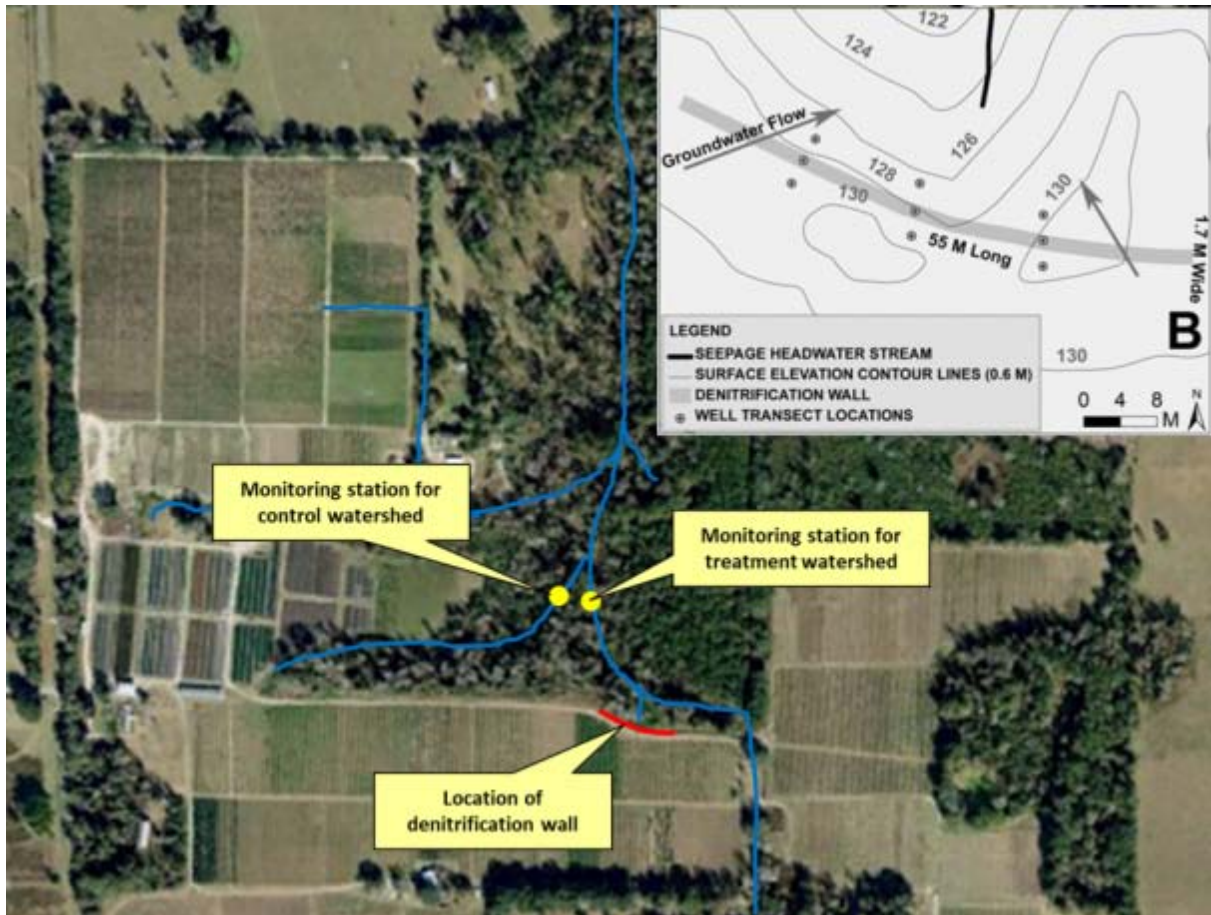 122
124
Groundwater Flow
126
128
130
130
55 M Long
1.7 M Wide
B
LEGEND
SEEPAGE HEADWATER STREAM
SURFACE ELEVATION CONTOUR LINES (0.6 M)
DENITRIFICATION WALL
WELL TRANSECT LOCATIONS
130
N
0 4 8
M
Monitoring station for
control watershed
Monitoring station for
treatment watershed
Location of
denitrification wall